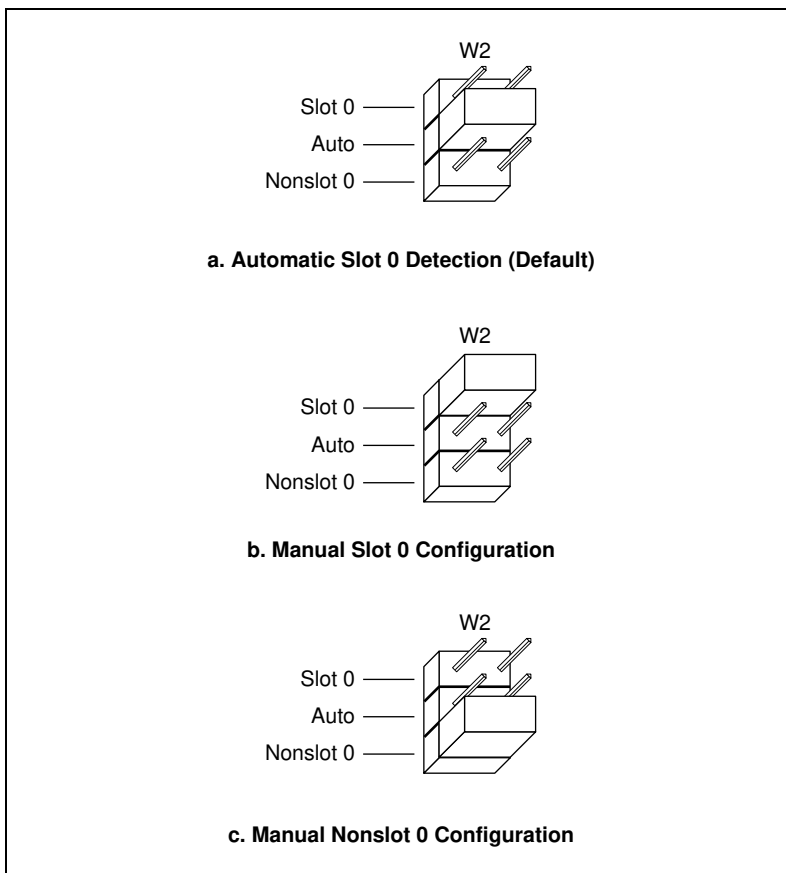 W2
Slot 0
Auto
Nonslot 0
a. Automatic Slot 0 Detection (Default)
W2
Slot 0
Auto
Nonslot 0
b. Manual Slot 0 Configuration
W2
Slot 0
Auto
Nonslot 0
c. Manual Nonslot 0 Configuration